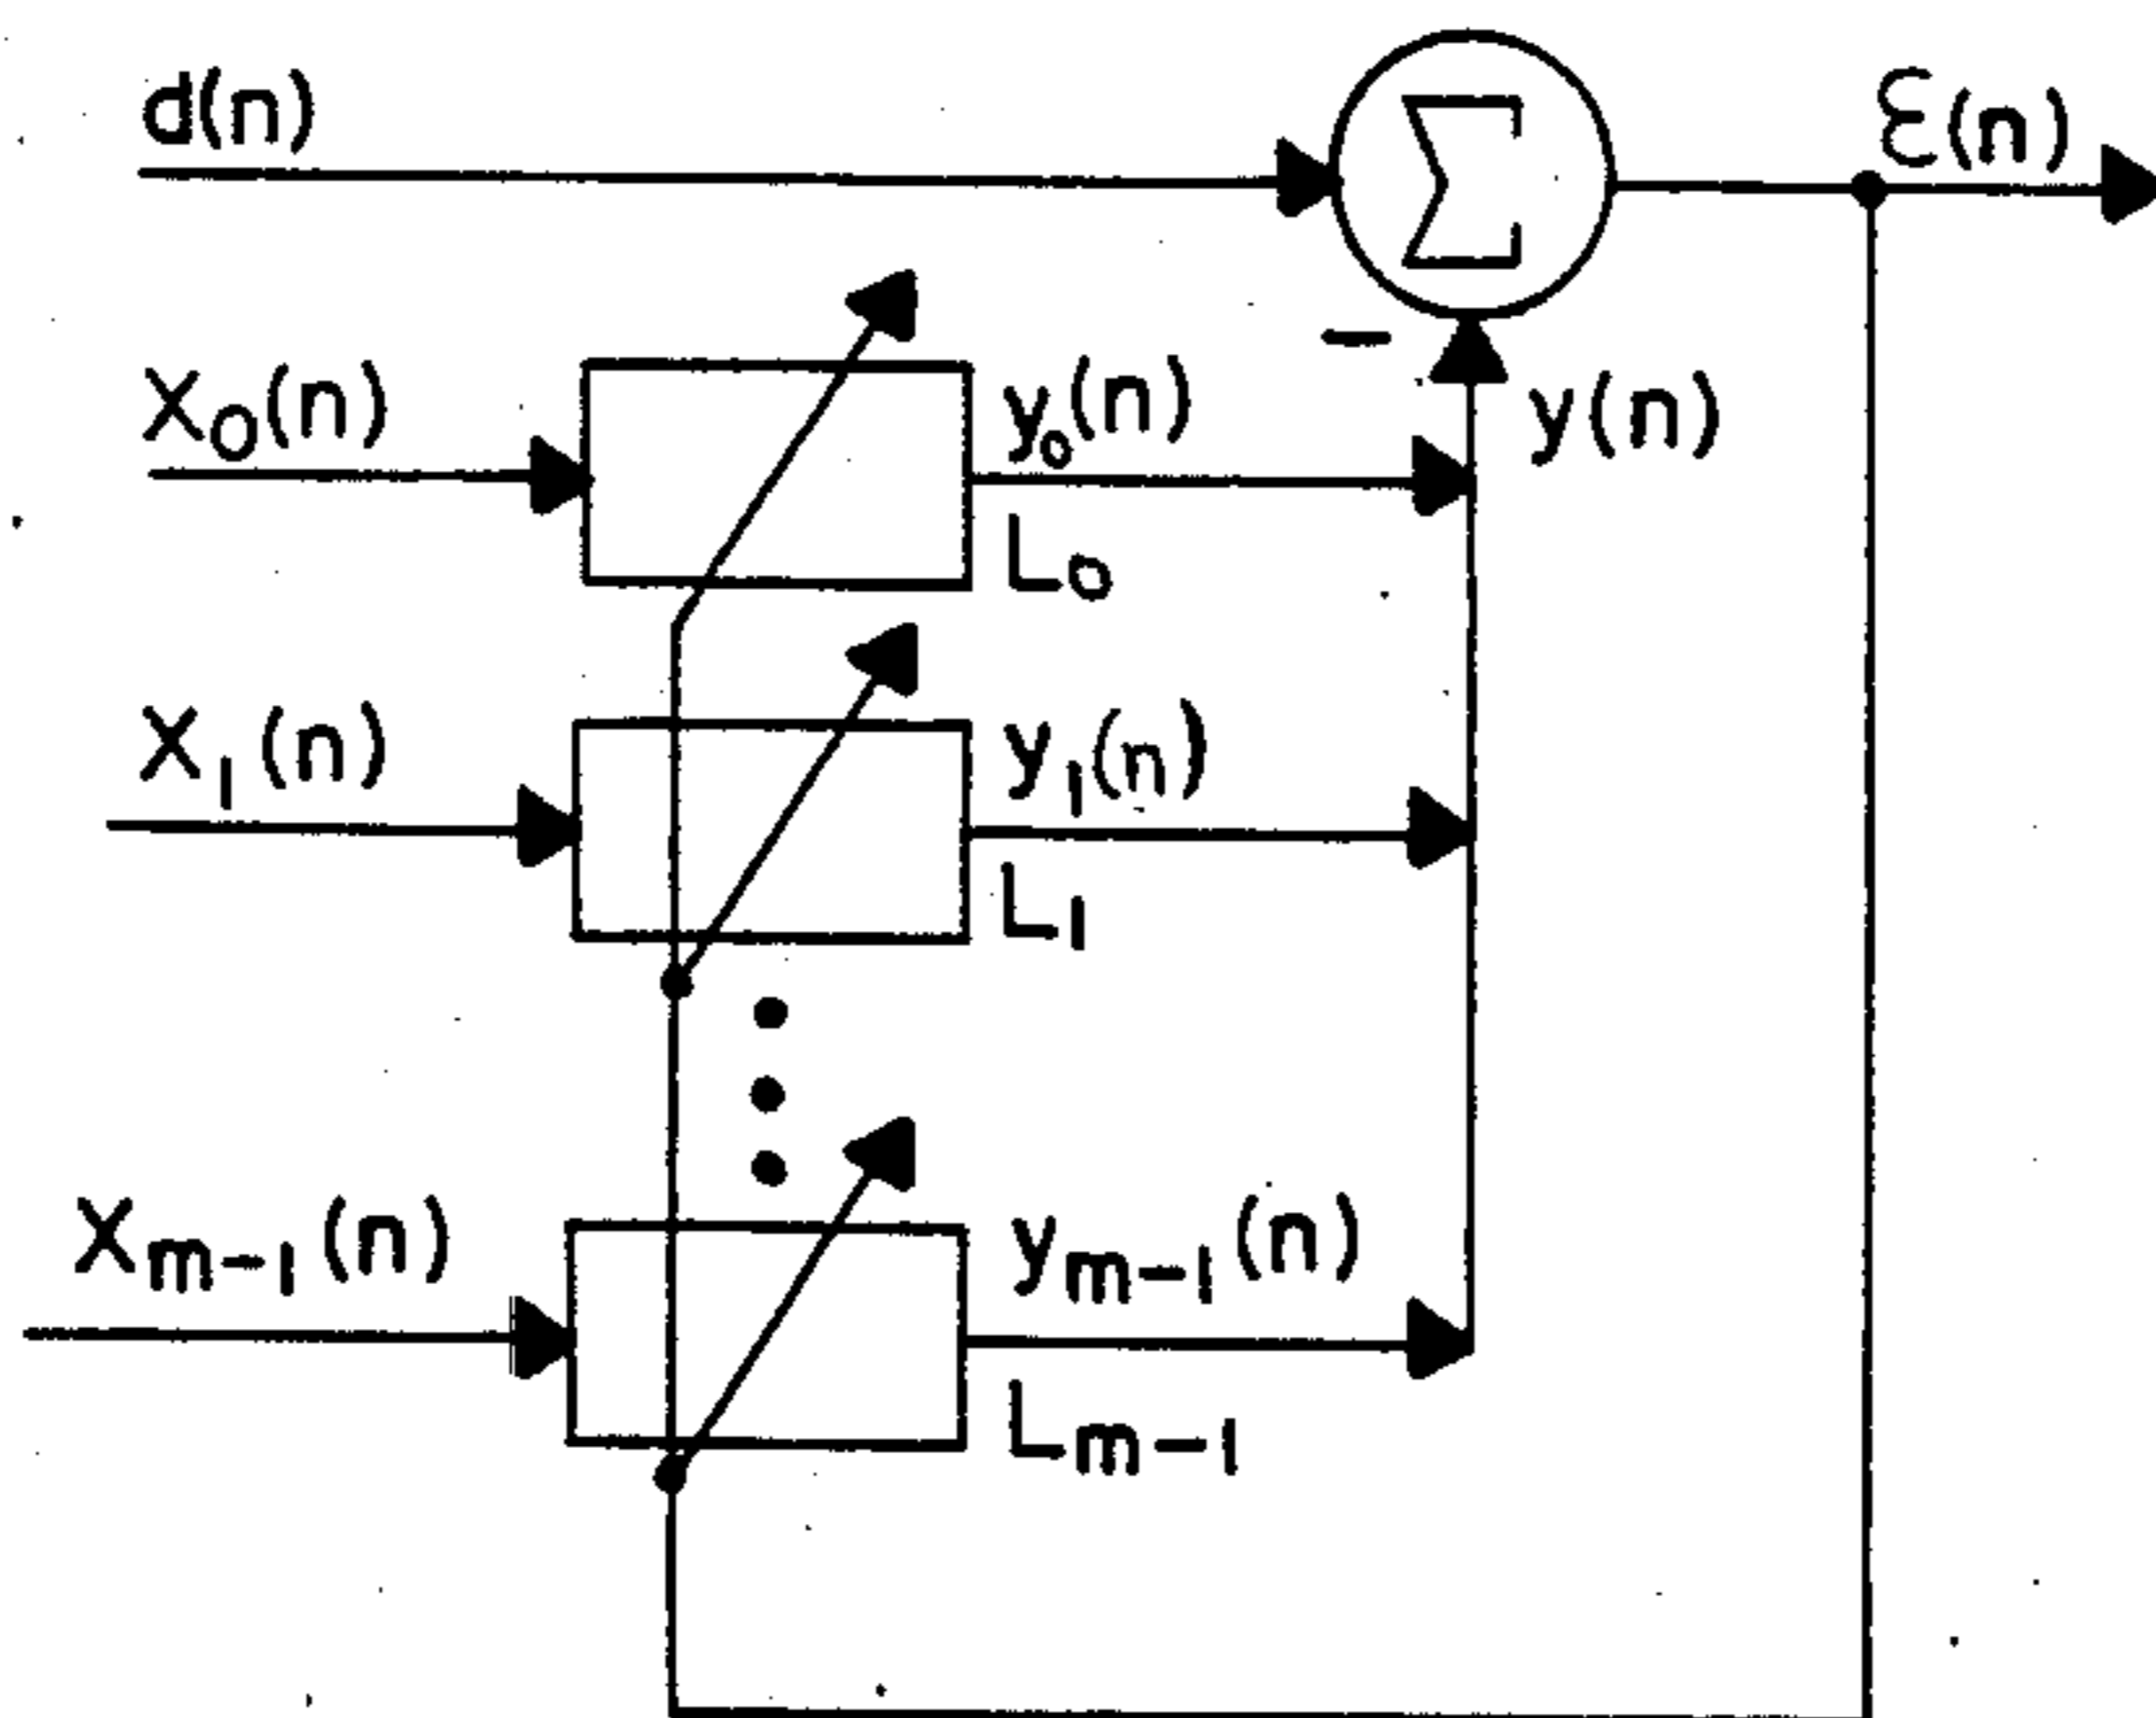 d(n)
Σ
ε(n)
X₀(n)
y₀(n)
−
y(n)
L₀
X₁(n)
y₁(n)
L₁
Xₘ₋₁(n)
yₘ₋₁(n)
Lₘ₋₁